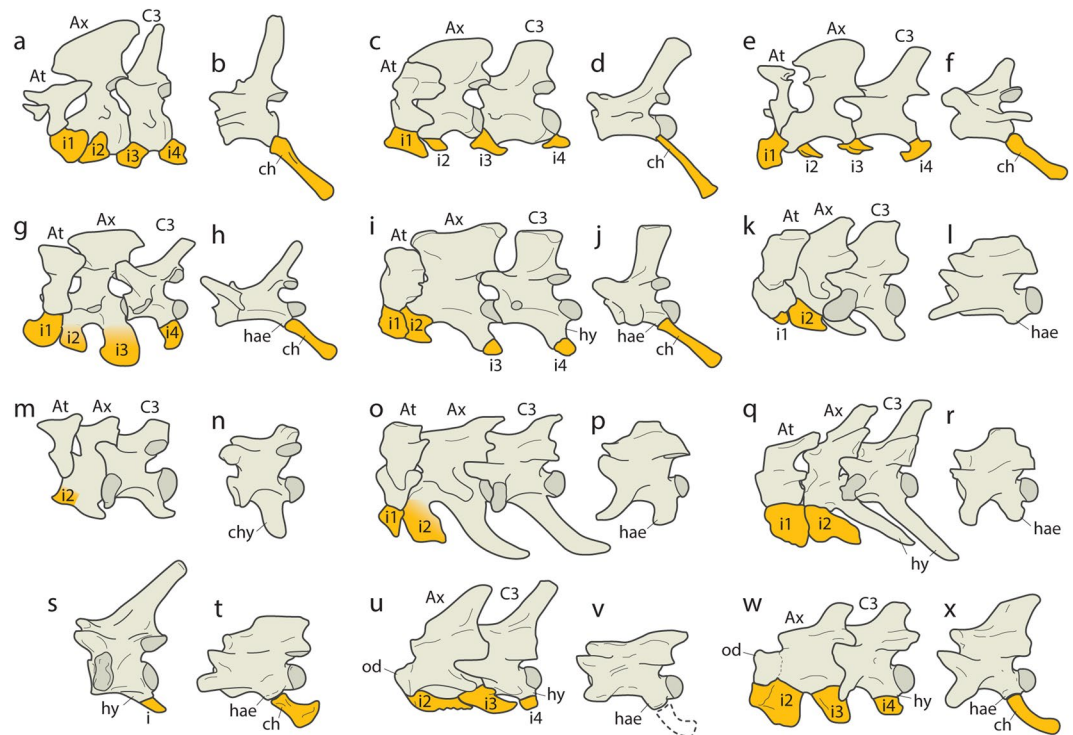 a At Ax C3 i1 i2 i3 i4
b ch
c At Ax C3 i1 i2 i3 i4
d ch
e At Ax C3 i1 i2 i3 i4
f ch
g At Ax C3 i1 i2 i3 i4
h hae ch
i At Ax C3 i1 i2 i3 i4 hy
j hae ch
k At Ax C3 i1 i2
l hae
m At Ax C3 i2
n chy
o At Ax C3 i1 i2
p hae
q At Ax C3 i1 i2 hy
r hae
s hy i
t hae ch
u Ax C3 od i2 i3 i4 hy
v hae
w Ax C3 od i2 i3 i4 hy
x hae ch